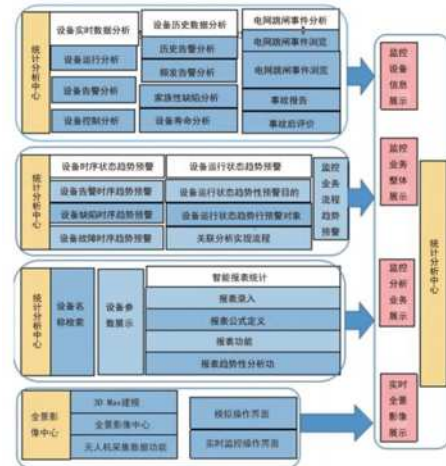 统计分析中心
设备实时数据分析
设备运行分析
设备告警分析
设备控制分析
设备历史数据分析
历史告警分析
频发告警分析
家族性缺陷分析
设备寿命分析
电网跳闸事件分析
电网跳闸事件浏览
电网跳闸事件浏览
事故报告
事故后评价
统计分析中心
设备时序状态趋势预警
设备告警时序趋势预警
设备缺陷时序趋势预警
设备故障时序趋势预警
设备运行状态趋势预警
设备运行状态趋势性预警目的
设备运行状态趋势行预警对象
关联分析实现流程
监控业务流程趋势预警
统计分析中心
设备名称检索
设备参数展示
智能报表统计
报表录入
报表公式定义
报表功能
报表趋势性分析功
全景影像中心
3D Max建模
全景影像中心
无人机采集数据功能
模拟操作界面
实时监控操作界面
监控设备信息展示
监控业务整体展示
监控分析业务展示
实时全景影像展示
统计分析中心